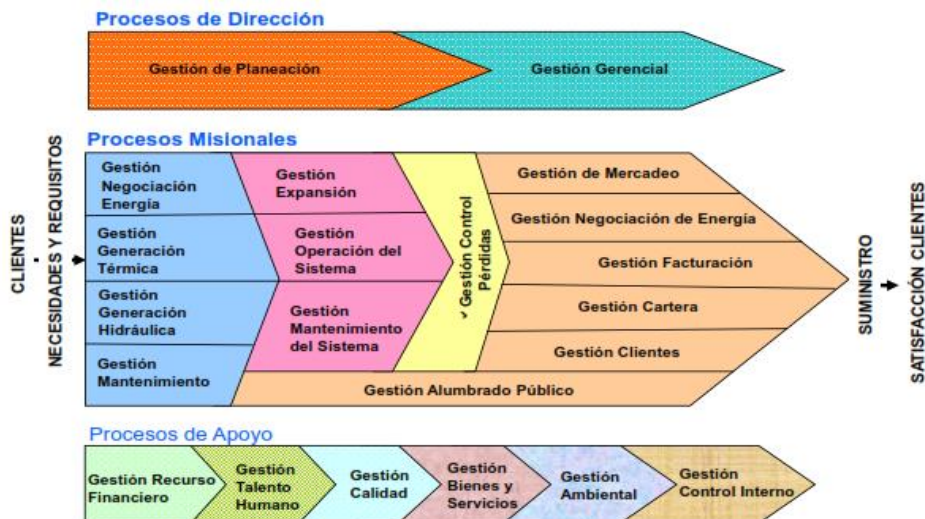 Procesos de Dirección
Gestión de Planeación
Gestión Gerencial
Procesos Misionales
CLIENTES
NECESIDADES Y REQUISITOS
Gestión
Negociación
Energía
Gestión
Generación
Térmica
Gestión
Generación
Hidráulica
Gestión
Mantenimiento
Gestión
Expansión
Gestión
Operación del
Sistema
Gestión
Mantenimiento
del Sistema
✓Gestión Control
Pérdidas
Gestión de Mercadeo
Gestión Negociación de Energía
Gestión Facturación
Gestión Cartera
Gestión Clientes
Gestión Alumbrado Público
SUMINISTRO
SATISFACCIÓN CLIENTES
Procesos de Apoyo
Gestión Recurso
Financiero
Gestión
Talento
Humano
Gestión
Calidad
Gestión
Bienes y
Servicios
Gestión
Ambiental
Gestión
Control Interno